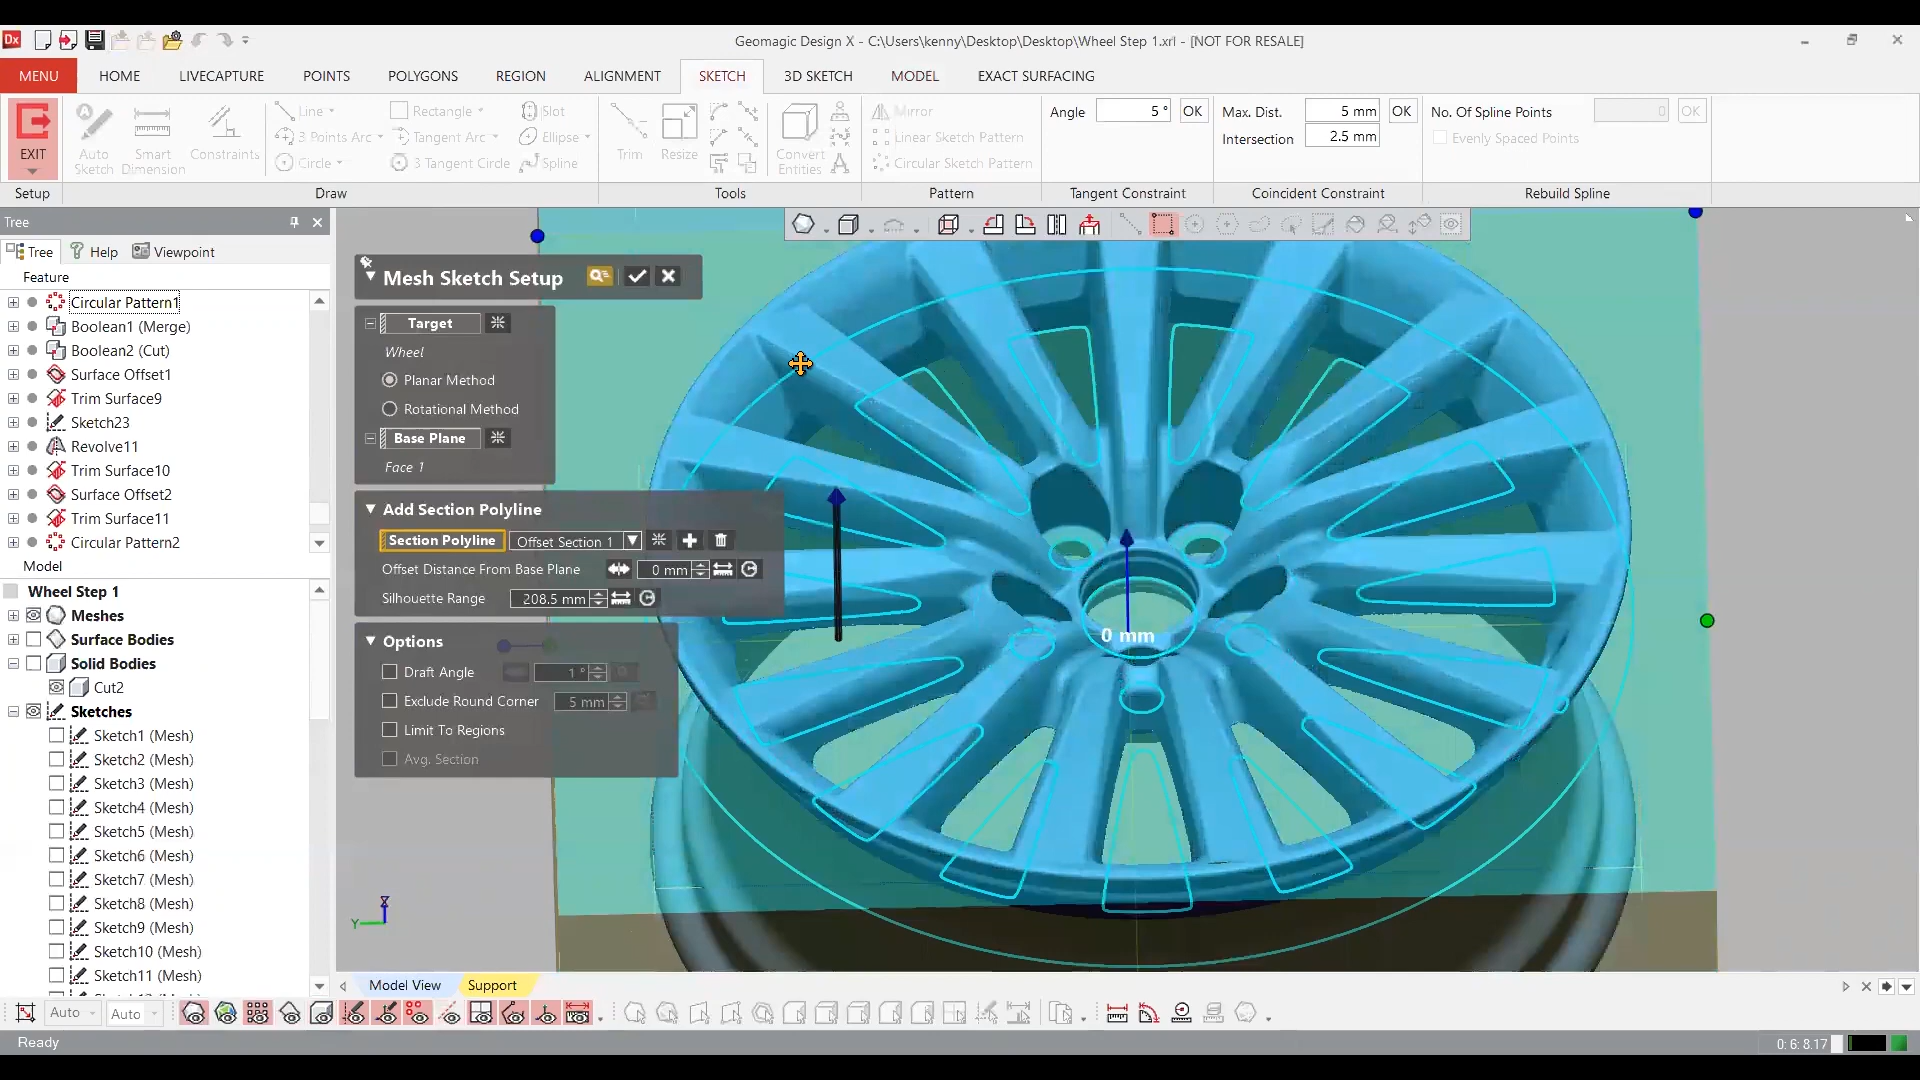 Dx
Geomagic Design X - C:\Users\kenny\Desktop\Desktop\Wheel Step 1.xrl - [NOT FOR RESALE]
MENU HOME LIVECAPTURE POINTS POLYGONS REGION ALIGNMENT SKETCH 3D SKETCH MODEL EXACT SURFACING
EXIT
Auto Sketch
Smart Dimension
Constraints
Line
3 Points Arc
Circle
Rectangle
Tangent Arc
3 Tangent Circle
Slot
Ellipse
Spline
Trim
Resize
Convert Entities
Mirror
Linear Sketch Pattern
Circular Sketch Pattern
Angle 5 ° OK
Max. Dist. 5 mm OK
Intersection 2.5 mm
No. Of Spline Points 0 OK
Evenly Spaced Points
Setup Draw Tools Pattern Tangent Constraint Coincident Constraint Rebuild Spline
Tree
Tree Help Viewpoint
Feature
Circular Pattern1
Boolean1 (Merge)
Boolean2 (Cut)
Surface Offset1
Trim Surface9
Sketch23
Revolve11
Trim Surface10
Surface Offset2
Trim Surface11
Circular Pattern2
Model
Wheel Step 1
Meshes
Surface Bodies
Solid Bodies
Cut2
Sketches
Sketch1 (Mesh)
Sketch2 (Mesh)
Sketch3 (Mesh)
Sketch4 (Mesh)
Sketch5 (Mesh)
Sketch6 (Mesh)
Sketch7 (Mesh)
Sketch8 (Mesh)
Sketch9 (Mesh)
Sketch10 (Mesh)
Sketch11 (Mesh)
Mesh Sketch Setup
Target
Wheel
Planar Method
Rotational Method
Base Plane
Face 1
Add Section Polyline
Section Polyline Offset Section 1
Offset Distance From Base Plane 0 mm
Silhouette Range 208.5 mm
Options
Draft Angle 1 °
Exclude Round Corner 5 mm
Limit To Regions
Avg. Section
0 mm
Z
Y
Model View Support
Auto Auto
Ready
0: 6: 8.17